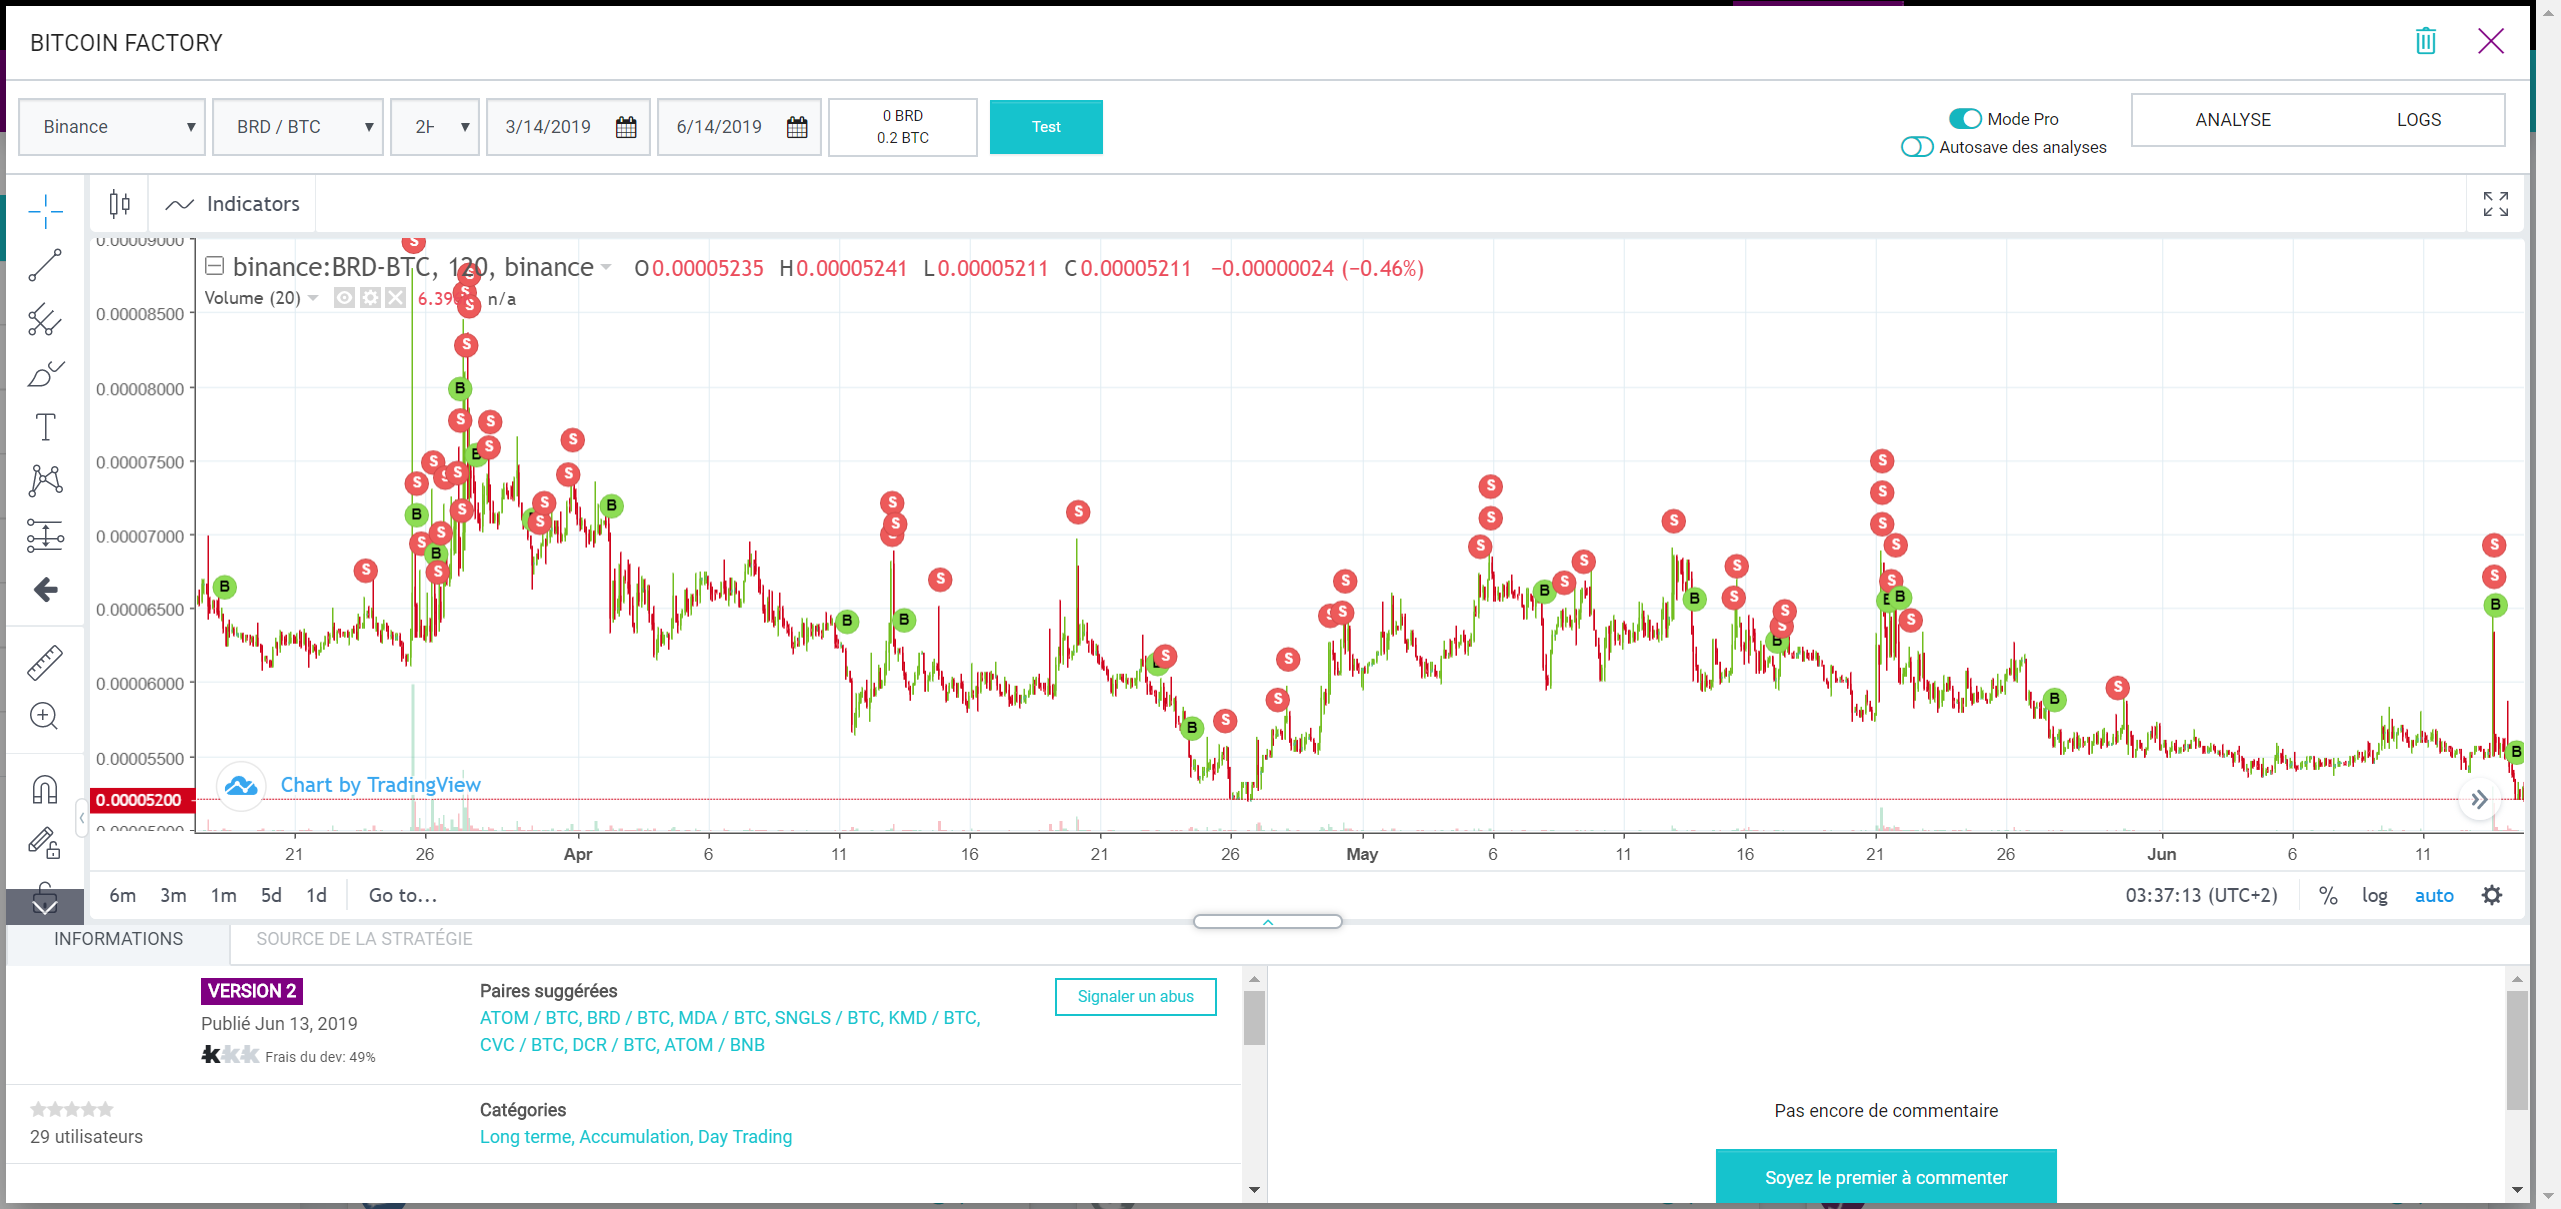 BITCOIN FACTORY
Binance
BRD / BTC
3/14/2019
6/14/2019
0 BRD
0.2 BTC
Test
Mode Pro
Autosave des analyses
ANALYSE
LOGS
Indicators
binance:BRD-BTC, 120, binance
O0.00005235 H0.00005241 L0.00005211 C0.00005211 −0.00000024 (−0.46%)
Volume (20)
n/a
0.00009000
0.00008500
0.00008000
0.00007500
0.00007000
0.00006500
0.00006000
0.00005500
0.00005200
0.00005000
Chart by TradingView
21 26 Apr 6 11 16 21 26 May 6 11 16 21 26 Jun 6 11
6m 3m 1m 5d 1d Go to...
03:37:13 (UTC+2) % log auto
INFORMATIONS
SOURCE DE LA STRATÉGIE
VERSION 2
Publié Jun 13, 2019
Frais du dev: 49%
Paires suggérées
ATOM / BTC, BRD / BTC, MDA / BTC, SNGLS / BTC, KMD / BTC,
CVC / BTC, DCR / BTC, ATOM / BNB
Signaler un abus
29 utilisateurs
Catégories
Long terme, Accumulation, Day Trading
Pas encore de commentaire
Soyez le premier à commenter